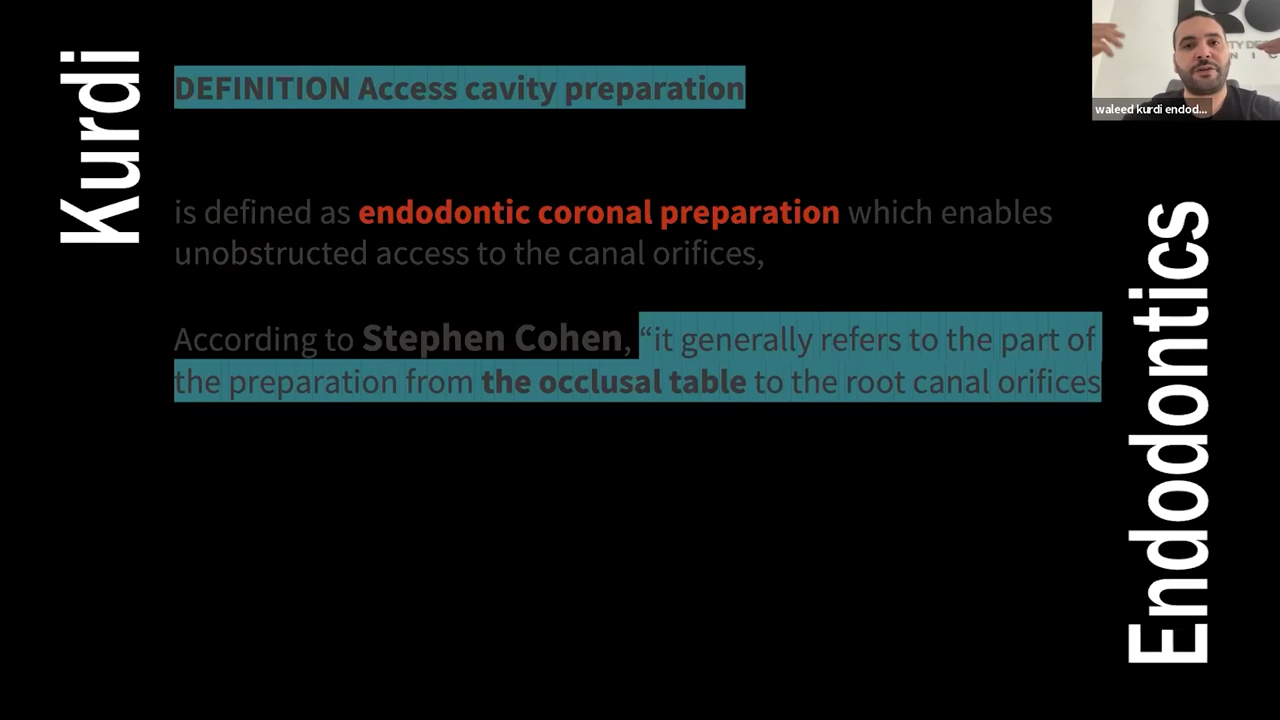 Kurdi
DEFINITION Access cavity preparation
is defined as endodontic coronal preparation which enables
unobstructed access to the canal orifices,
According to Stephen Cohen, “it generally refers to the part of
the preparation from the occlusal table to the root canal orifices
Endodontics
waleed kurdi endod...